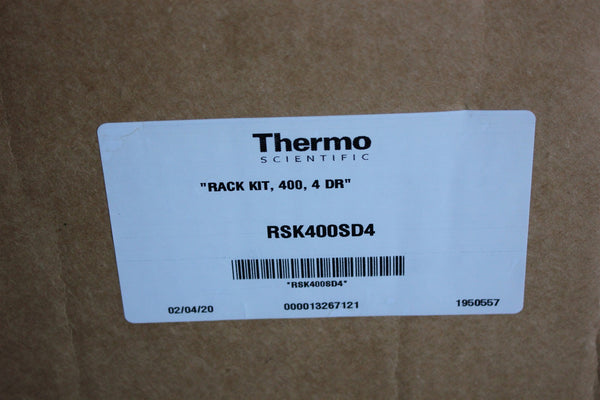 Thermo
SCIENTIFIC
"RACK KIT, 400, 4 DR"
RSK400SD4
"RSK400SD4"
02/04/20 000013267121 1950557